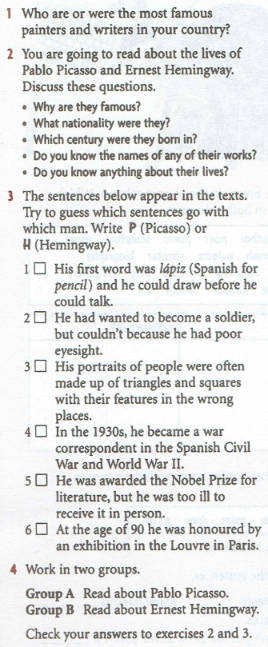 1 Who are or were the most famous
painters and writers in your country?
2 You are going to read about the lives of
Pablo Picasso and Ernest Hemingway.
Discuss these questions.
• Why are they famous?
• What nationality were they?
• Which century were they born in?
• Do you know the names of any of their works?
• Do you know anything about their lives?
3 The sentences below appear in the texts.
Try to guess which sentences go with
which man. Write P (Picasso) or
H (Hemingway).
1 □ His first word was lápiz (Spanish for
pencil) and he could draw before he
could talk.
2 □ He had wanted to become a soldier,
but couldn't because he had poor
eyesight.
3 □ His portraits of people were often
made up of triangles and squares
with their features in the wrong
places.
4 □ In the 1930s, he became a war
correspondent in the Spanish Civil
War and World War II.
5 □ He was awarded the Nobel Prize for
literature, but he was too ill to
receive it in person.
6 □ At the age of 90 he was honoured by
an exhibition in the Louvre in Paris.
4 Work in two groups.
Group A Read about Pablo Picasso.
Group B Read about Ernest Hemingway.
Check your answers to exercises 2 and 3.